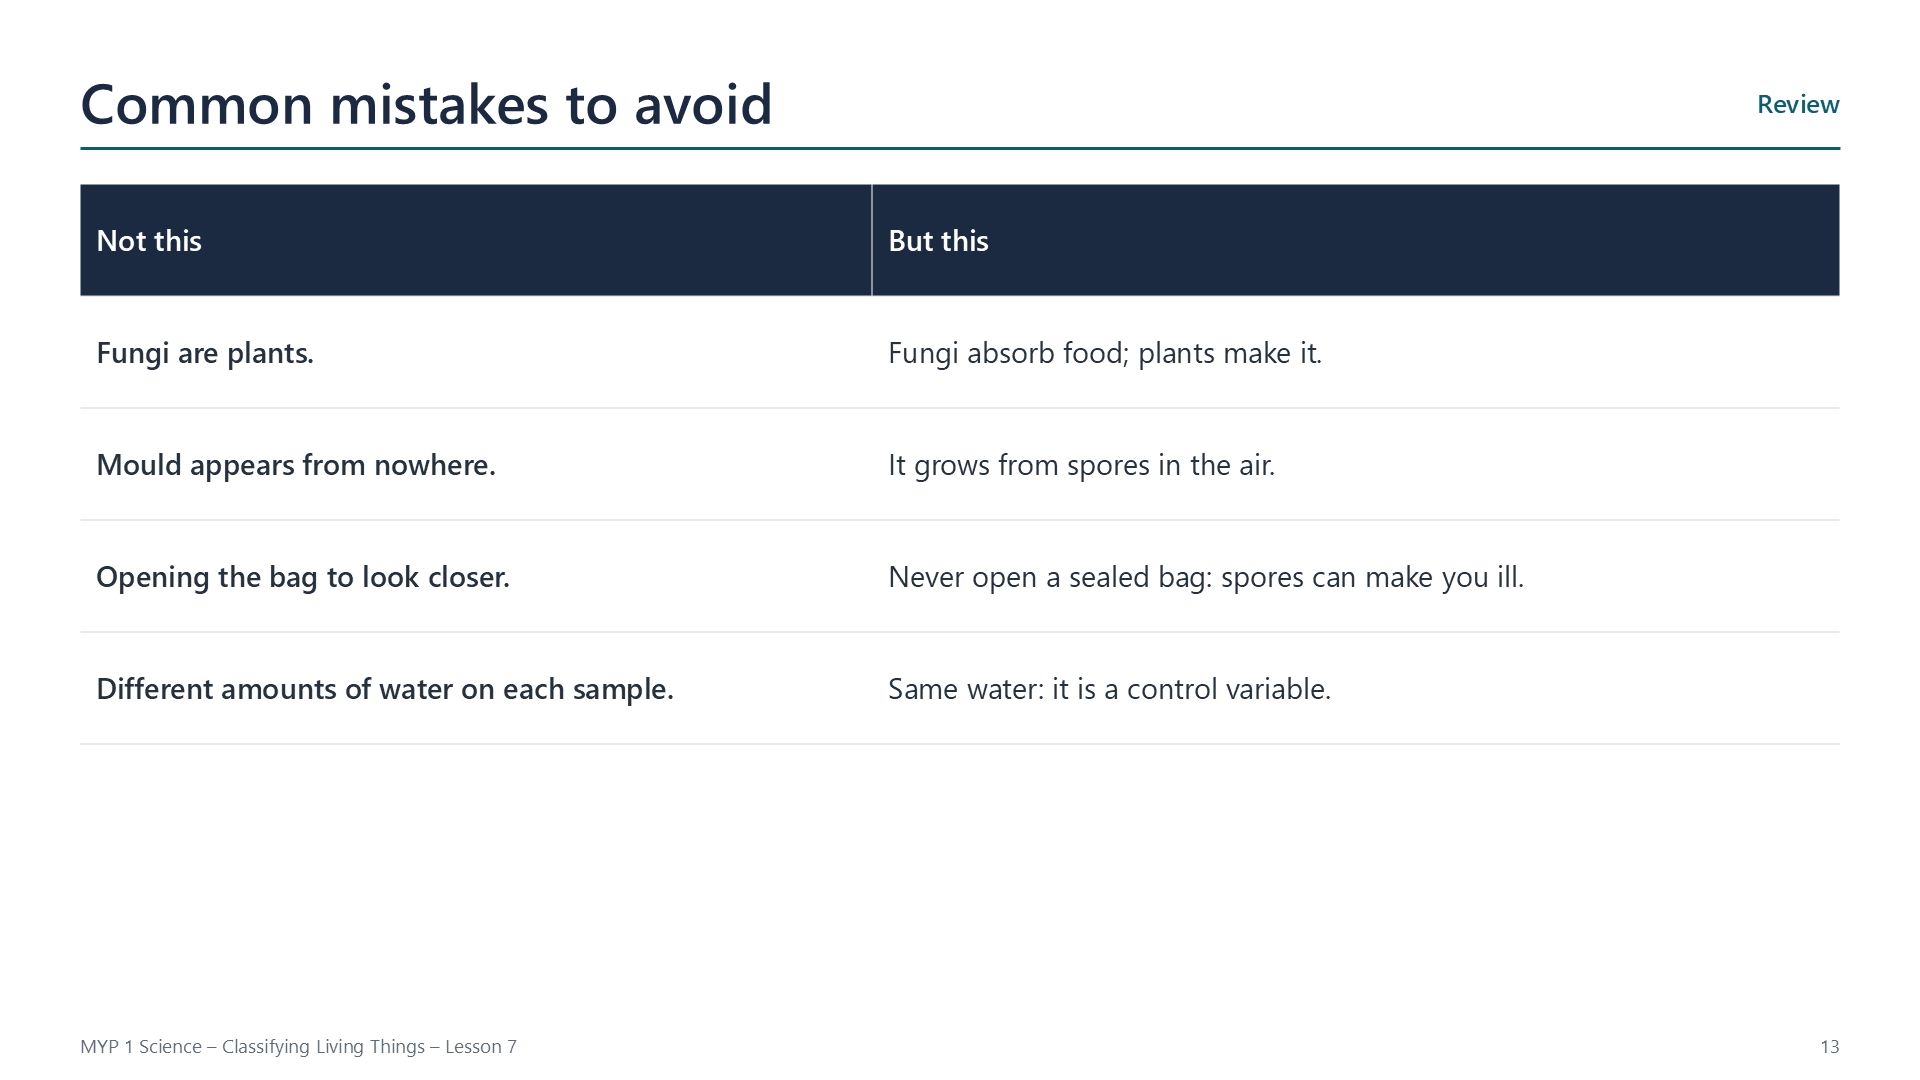 Common mistakes to avoid
Review
Not this
But this
Fungi are plants.
Fungi absorb food; plants make it.
Mould appears from nowhere.
It grows from spores in the air.
Opening the bag to look closer.
Never open a sealed bag: spores can make you ill.
Different amounts of water on each sample.
Same water: it is a control variable.
MYP 1 Science – Classifying Living Things – Lesson 7
13